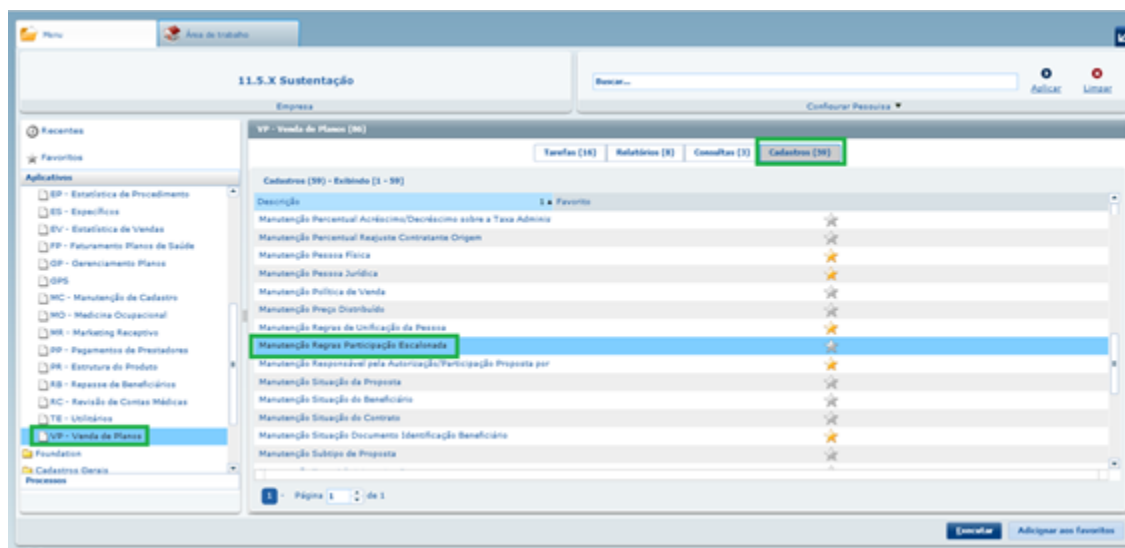 Menu
Área de trabalho
11.5.X Sustentação
Empresa
Buscar...
Aplicar
Limpar
Configurar Pesquisa
Recentes
Favoritos
Aplicativos
EP - Estatística de Procedimento
ES - Específicos
EV - Estatística de Vendas
FP - Faturamento Planos de Saúde
GP - Gerenciamento Planos
GPS
MC - Manutenção de Cadastro
MO - Medicina Ocupacional
MR - Marketing Receptivo
PP - Pagamentos de Prestadores
PR - Estrutura do Produto
RB - Repasse de Beneficiários
RC - Revisão de Contas Médicas
TE - Utilitários
VP - Venda de Planos
Foundation
Cadastros Gerais
Processos
VP - Venda de Planos (86)
Tarefas (16)
Relatórios (8)
Consultas (3)
Cadastros (59)
Cadastros (59) - Exibindo [1 - 59]
Descrição
1
Favorito
Manutenção Percentual Acréscimo/Decréscimo sobre a Taxa Adminis
Manutenção Percentual Reajuste Contratante Origem
Manutenção Pessoa Física
Manutenção Pessoa Jurídica
Manutenção Política de Venda
Manutenção Preço Distribuído
Manutenção Regras de Unificação da Pessoa
Manutenção Regras Participação Escalonada
Manutenção Responsável pela Autorização/Participação Proposta por
Manutenção Situação da Proposta
Manutenção Situação do Beneficiário
Manutenção Situação do Contrato
Manutenção Situação Documento Identificação Beneficiário
Manutenção Subtipo de Proposta
1 - Página 1 de 1
Executar
Adicionar aos favoritos